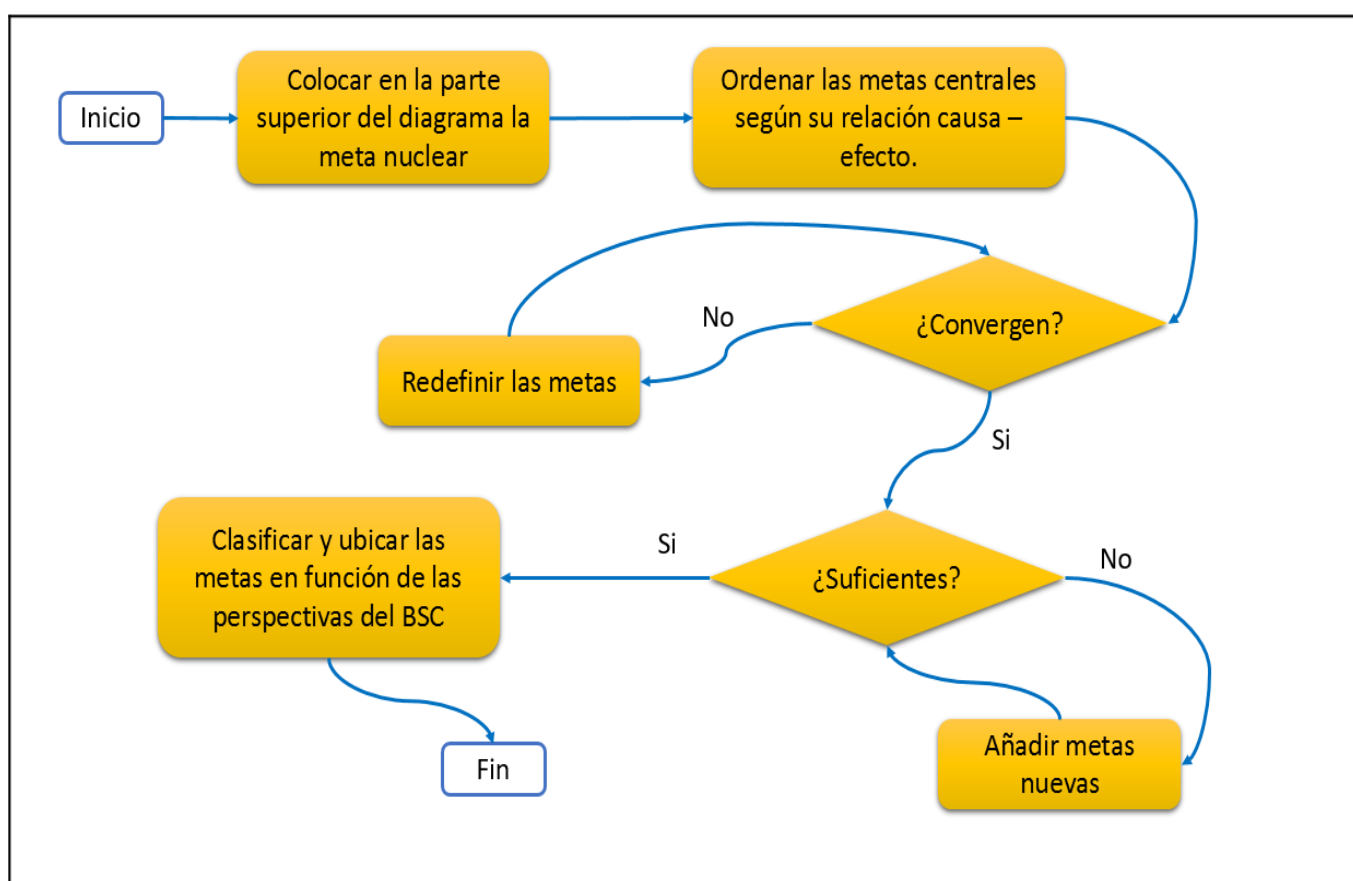 Inicio
Colocar en la parte
superior del diagrama la
meta nuclear
Ordenar las metas centrales
según su relación causa –
efecto.
¿Convergen?
No
Redefinir las metas
Si
¿Suficientes?
Si
No
Clasificar y ubicar las
metas en función de las
perspectivas del BSC
Añadir metas
nuevas
Fin